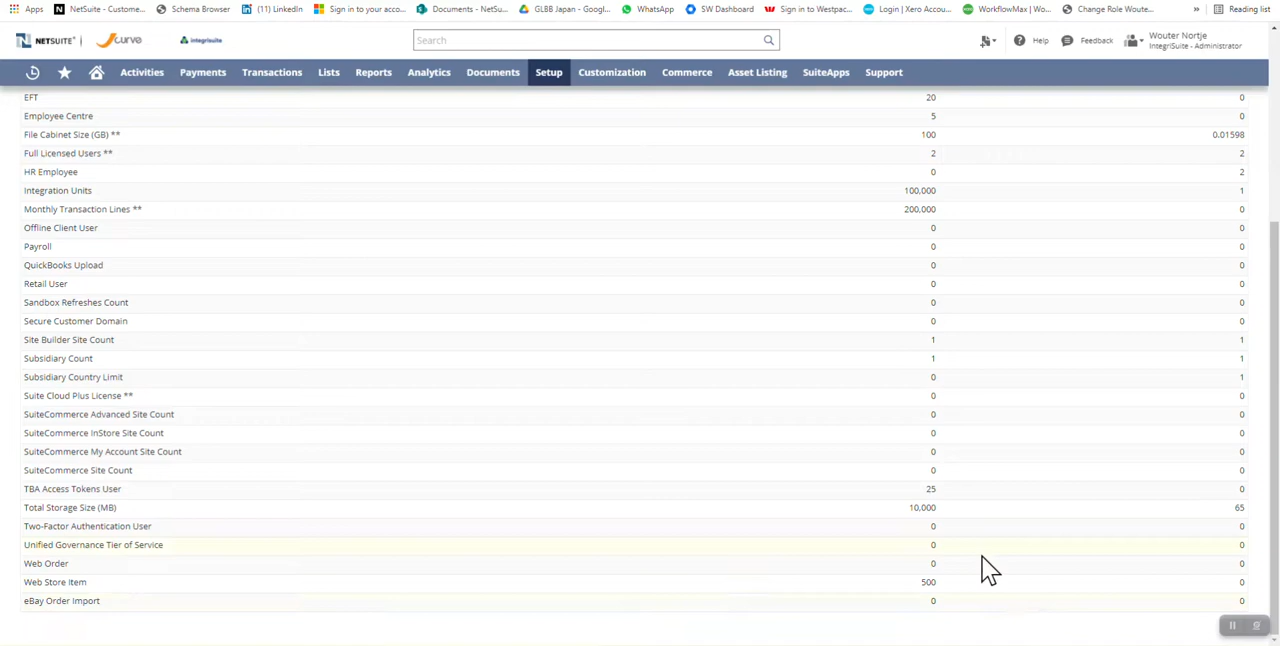 Apps NetSuite - Custome... Schema Browser (11) LinkedIn Sign in to your acco... Documents - NetSu... GLBB Japan - Googl... WhatsApp SW Dashboard Sign in to Westpac... Login | Xero Accou... WorkflowMax | Wo... Change Role Woute... » Reading list
NETSUITE JCurve integrisuite Search Help Feedback Wouter Nortje
IntegriSuite - Administrator
Activities Payments Transactions Lists Reports Analytics Documents Setup Customization Commerce Asset Listing SuiteApps Support
EFT 20 0
Employee Centre 5 0
File Cabinet Size (GB) ** 100 0.01598
Full Licensed Users ** 2 2
HR Employee 0 2
Integration Units 100,000 1
Monthly Transaction Lines ** 200,000 0
Offline Client User 0 0
Payroll 0 0
QuickBooks Upload 0 0
Retail User 0 0
Sandbox Refreshes Count 0 0
Secure Customer Domain 0 0
Site Builder Site Count 1 1
Subsidiary Count 1 1
Subsidiary Country Limit 0 1
Suite Cloud Plus License ** 0 0
SuiteCommerce Advanced Site Count 0 0
SuiteCommerce InStore Site Count 0 0
SuiteCommerce My Account Site Count 0 0
SuiteCommerce Site Count 0 0
TBA Access Tokens User 25 0
Total Storage Size (MB) 10,000 65
Two-Factor Authentication User 0 0
Unified Governance Tier of Service 0 0
Web Order 0 0
Web Store Item 500 0
eBay Order Import 0 0